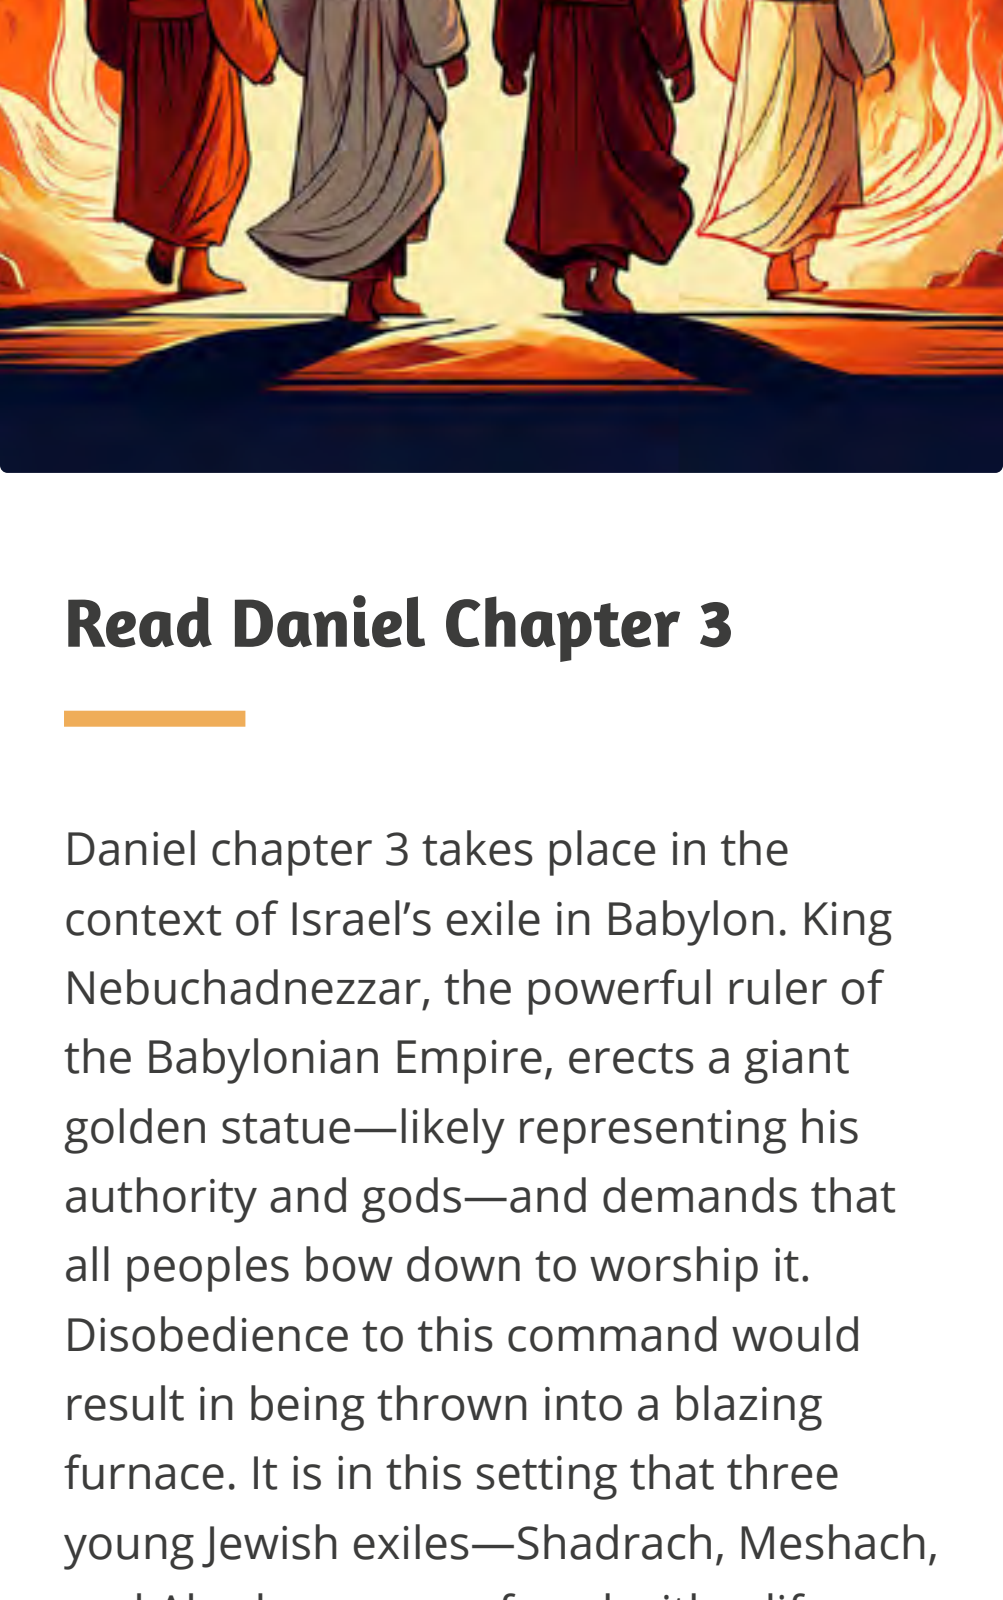 Read Daniel Chapter 3
Daniel chapter 3 takes place in the
context of Israel’s exile in Babylon. King
Nebuchadnezzar, the powerful ruler of
the Babylonian Empire, erects a giant
golden statue—likely representing his
authority and gods—and demands that
all peoples bow down to worship it.
Disobedience to this command would
result in being thrown into a blazing
furnace. It is in this setting that three
young Jewish exiles—Shadrach, Meshach,